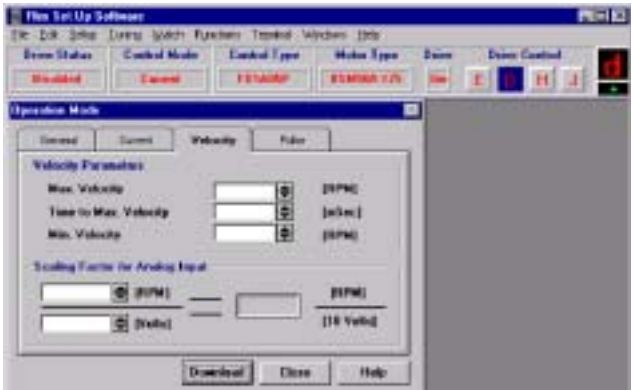 Flex Set Up Software
File Edit Setup Tuning Watch Functions Terminal Windows Help
Drive Status Control Mode Control Type Motor Type Drive Drive Control
Disabled Current E D H J
Operation Mode
General Current Velocity Pulse
Velocity Parameters
Max. Velocity [RPM]
Time to Max. Velocity [mSec]
Min. Velocity [RPM]
Scaling Factor for Analog Input
[RPM] [RPM]
[Volts] [10 Volts]
Download Close Help